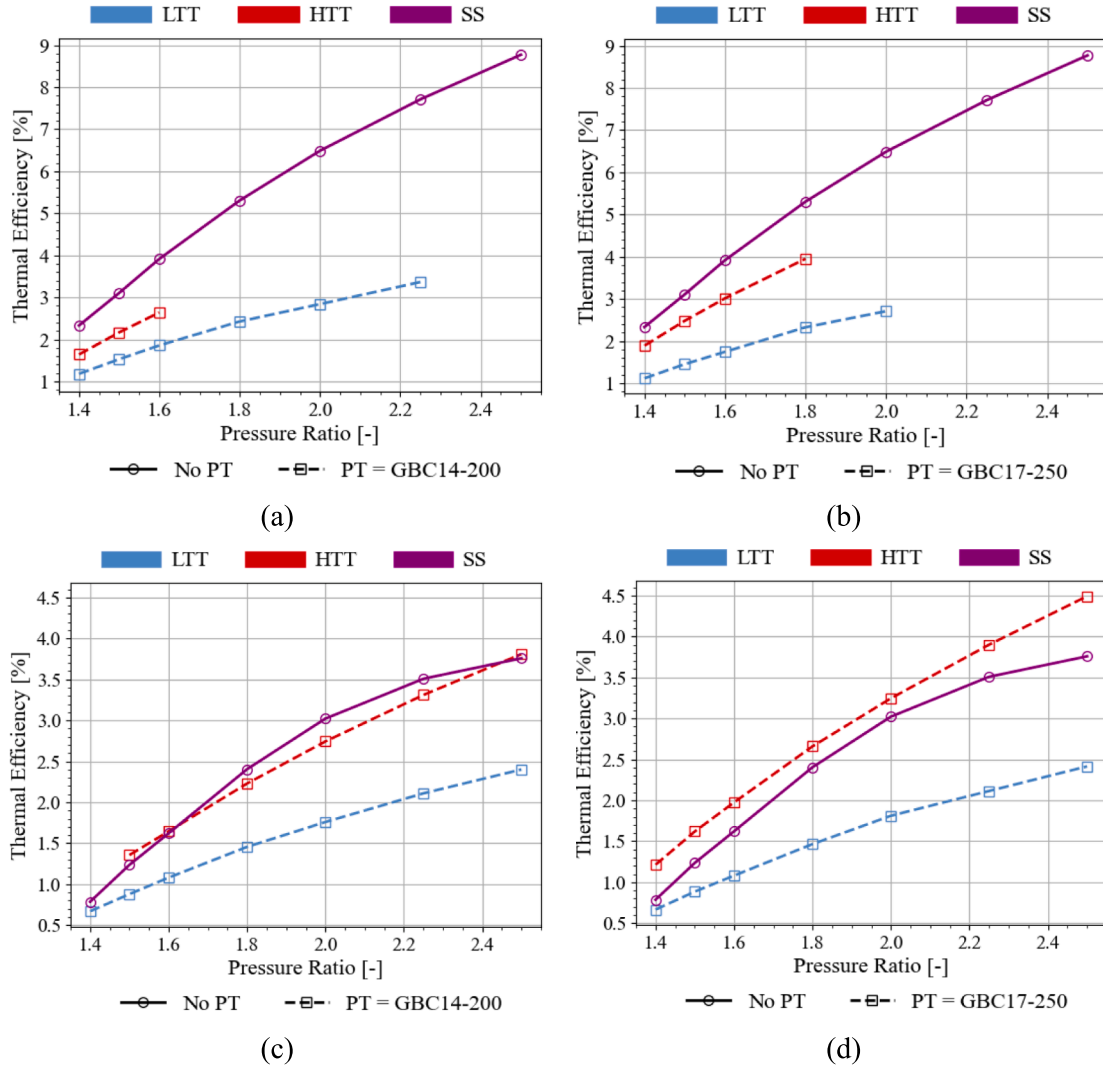 LTT HTT SS
Thermal Efficiency [%]
9
8
7
6
5
4
3
2
1
1.4 1.6 1.8 2.0 2.2 2.4
Pressure Ratio [-]
No PT PT = GBC14-200
(a)
LTT HTT SS
Thermal Efficiency [%]
9
8
7
6
5
4
3
2
1
1.4 1.6 1.8 2.0 2.2 2.4
Pressure Ratio [-]
No PT PT = GBC17-250
(b)
LTT HTT SS
Thermal Efficiency [%]
4.5
4.0
3.5
3.0
2.5
2.0
1.5
1.0
0.5
1.4 1.6 1.8 2.0 2.2 2.4
Pressure Ratio [-]
No PT PT = GBC14-200
(c)
LTT HTT SS
Thermal Efficiency [%]
4.5
4.0
3.5
3.0
2.5
2.0
1.5
1.0
0.5
1.4 1.6 1.8 2.0 2.2 2.4
Pressure Ratio [-]
No PT PT = GBC17-250
(d)